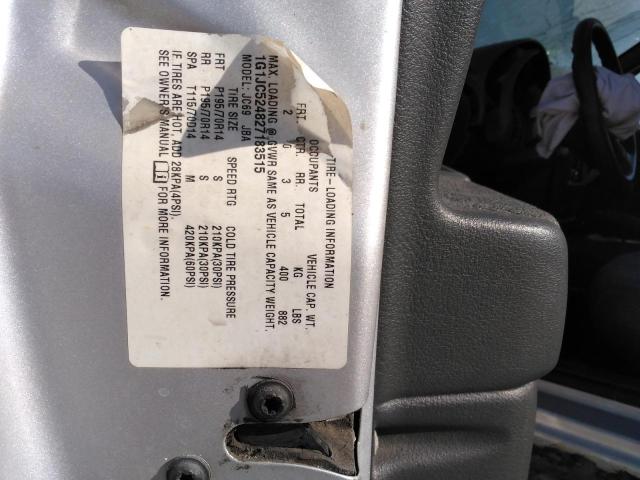 TIRE-LOADING INFORMATION
OCCUPANTS VEHICLE CAP. WT.
FRT. CTR. RR. TOTAL KG LBS
2 0 3 5 400 882
MAX. LOADING @ GVWR SAME AS VEHICLE CAPACITY WEIGHT.
1G1JC524827183515
MODEL: JC69 JBA
TIRE SIZE SPEED RTG COLD TIRE PRESSURE
FRT P195/70R14 S 210KPA(30PSI)
RR P195/70R14 S 210KPA(30PSI)
SPA T115/70D14 M 420KPA(60PSI)
IF TIRES ARE HOT, ADD 28KPA(4PSI).
SEE OWNER'S MANUAL FOR MORE INFORMATION.